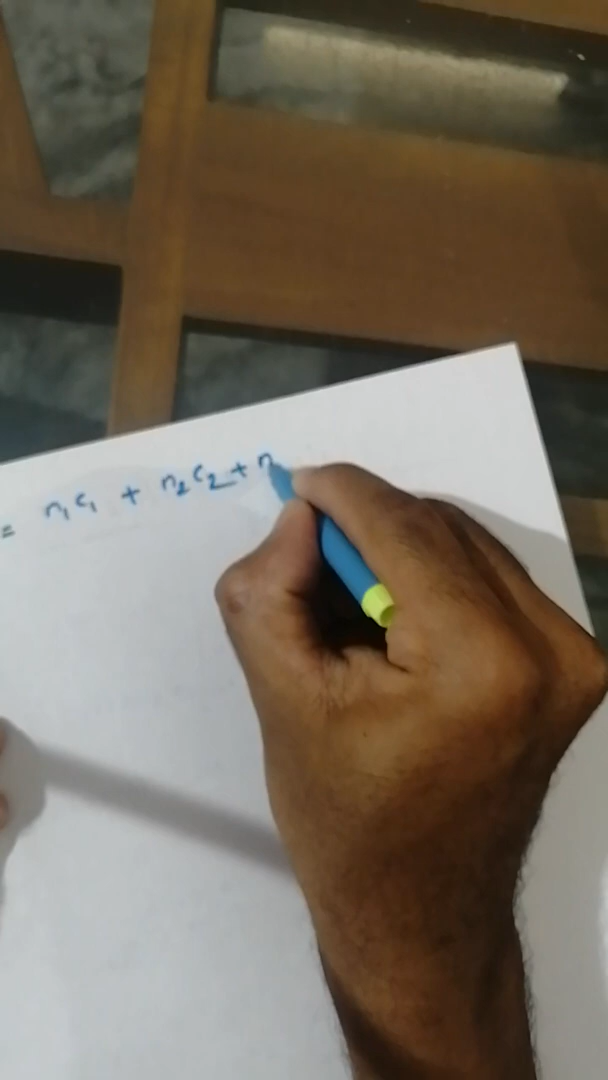 = n₁c₁ + n₂c₂ + n